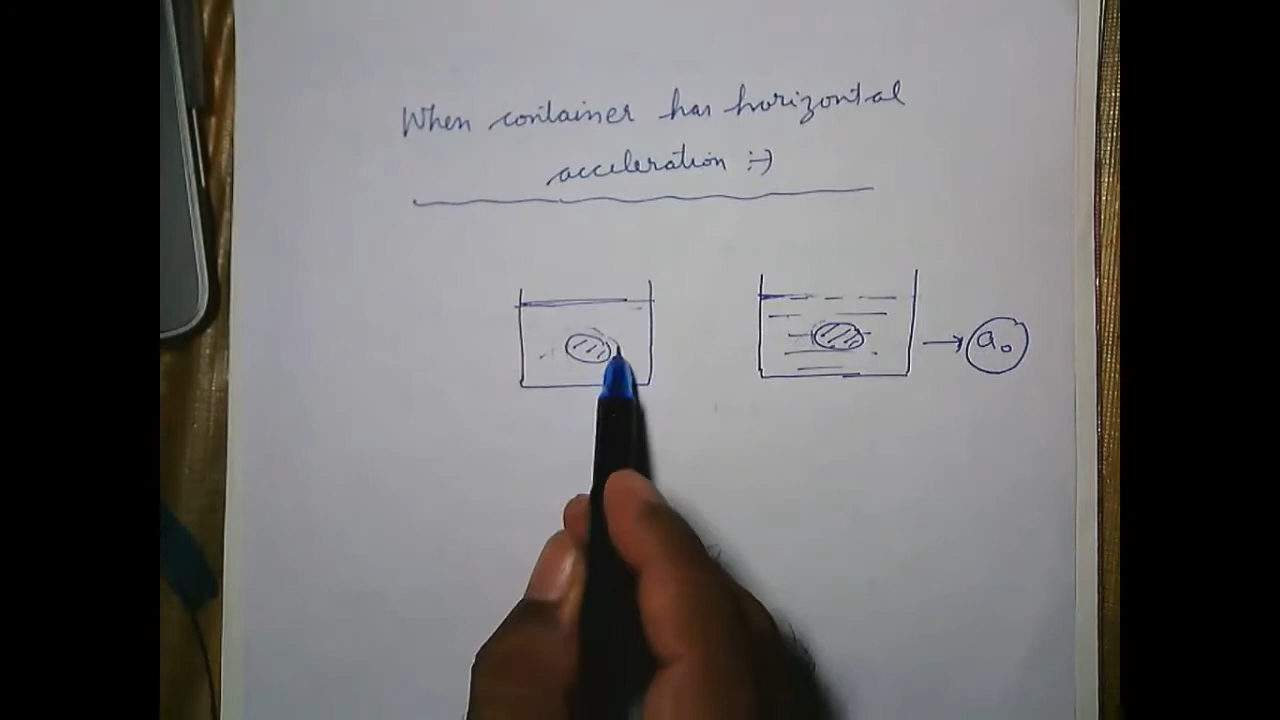 When container has horizontal
acceleration :-)
a₀